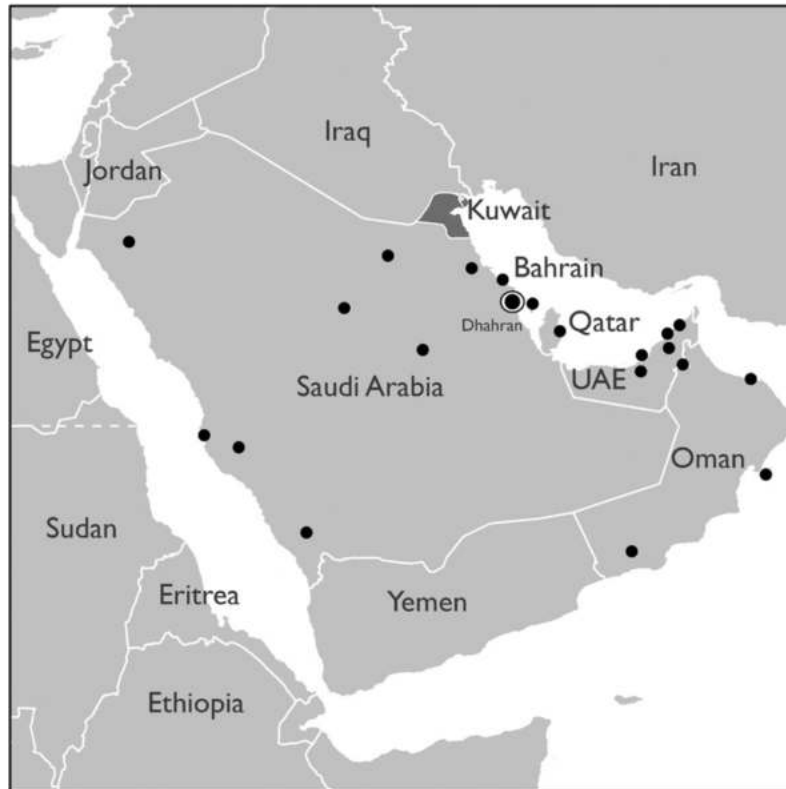 Iraq
Iran
Jordan
Kuwait
Bahrain
Dhahran
Qatar
Egypt
UAE
Saudi Arabia
Oman
Sudan
Eritrea
Yemen
Ethiopia